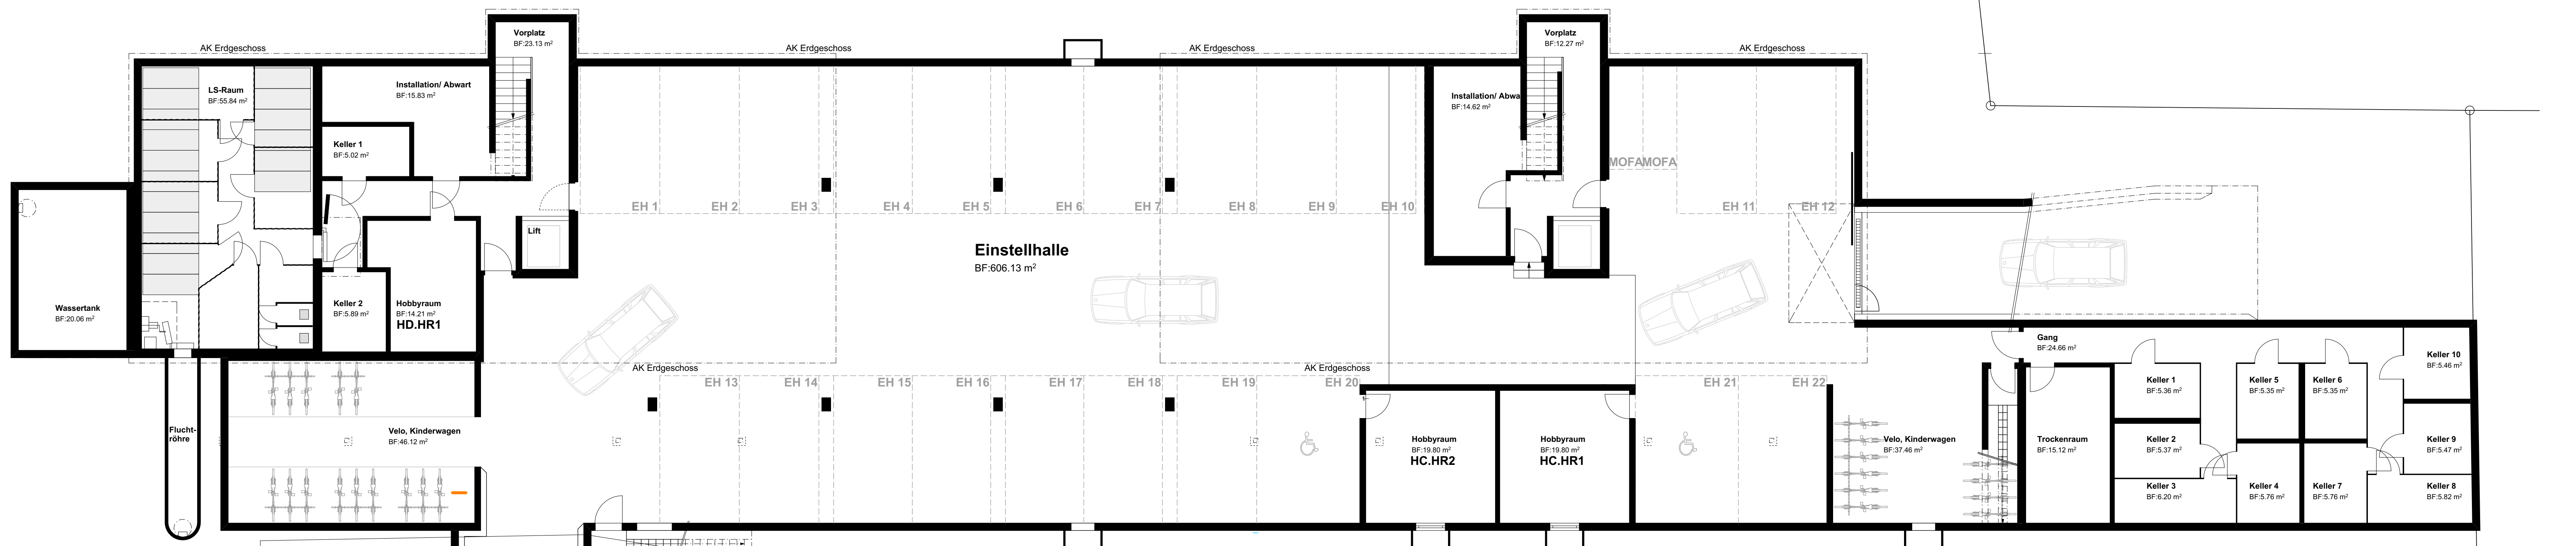 Vorplatz
BF:23.13 m²
Vorplatz
BF:12.27 m²
AK Erdgeschoss
AK Erdgeschoss
AK Erdgeschoss
AK Erdgeschoss
LS-Raum
BF:55.84 m²
Installation/ Abwart
BF:15.83 m²
Installation/ Abwa
BF:14.62 m²
Keller 1
BF:5.02 m²
MOFA
MOFA
EH 1
EH 2
EH 3
EH 4
EH 5
EH 6
EH 7
EH 8
EH 9
EH 10
EH 11
EH 12
Lift
Einstellhalle
BF:606.13 m²
Wassertank
BF:20.06 m²
Keller 2
BF:5.89 m²
Hobbyraum
BF:14.21 m²
HD.HR1
Gang
BF:24.66 m²
AK Erdgeschoss
AK Erdgeschoss
EH 13
EH 14
EH 15
EH 16
EH 17
EH 18
EH 19
EH 20
EH 21
EH 22
Keller 10
BF:5.46 m²
Keller 1
BF:5.36 m²
Keller 5
BF:5.35 m²
Keller 6
BF:5.35 m²
Flucht-
röhre
Velo, Kinderwagen
BF:46.12 m²
Hobbyraum
BF:19.80 m²
HC.HR2
Hobbyraum
BF:19.80 m²
HC.HR1
Velo, Kinderwagen
BF:37.46 m²
Trockenraum
BF:15.12 m²
Keller 2
BF:5.37 m²
Keller 9
BF:5.47 m²
Keller 3
BF:6.20 m²
Keller 4
BF:5.76 m²
Keller 7
BF:5.76 m²
Keller 8
BF:5.82 m²